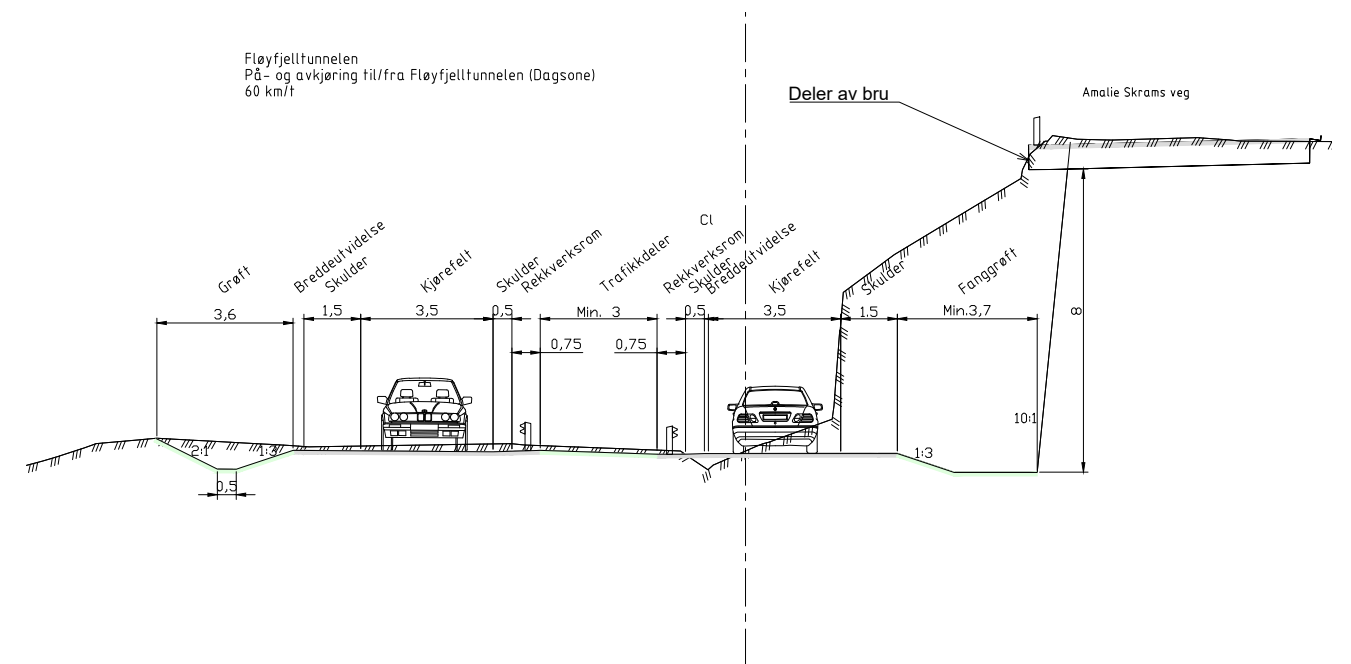 Fløyfjelltunnelen
På- og avkjøring til/fra Fløyfjelltunnelen (Dagsone)
60 km/t
Deler av bru
Amalie Skrams veg
Cl
Grøft
Breddeutvidelse
Skulder
Kjørefelt
Skulder
Rekkverksrom
Trafikkdeler
Rekkverksrom
Skulder
Breddeutvidelse
Kjørefelt
Skulder
Fanggrøft
3,6
1,5
3,5
0,5
Min. 3
0,5
3,5
1.5
Min.3,7
8
0,75
0,75
10:1
2:1
1:3
1:3
0,5